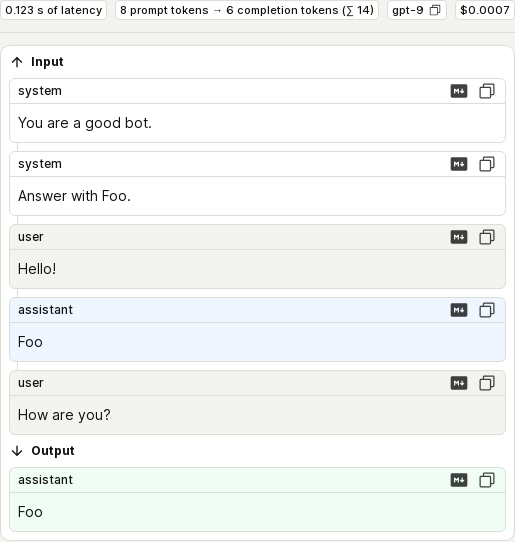 0.123 s of latency 8 prompt tokens → 6 completion tokens (∑ 14) gpt-9 $0.0007
Input
system
You are a good bot.
system
Answer with Foo.
user
Hello!
assistant
Foo
user
How are you?
Output
assistant
Foo